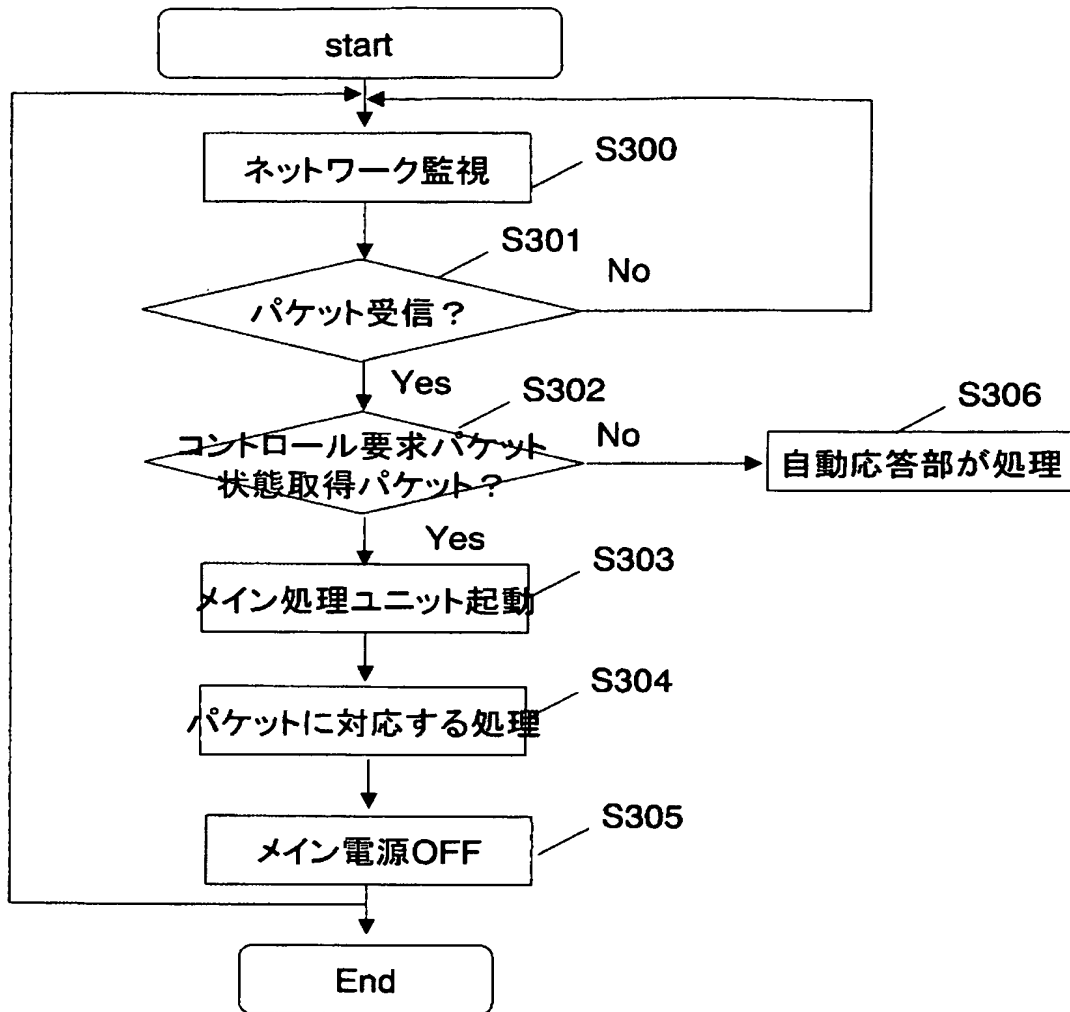 start
ネットワーク監視
S300
S301
パケット受信？
No
Yes
S302
コントロール要求パケット
状態取得パケット？
No
S306
自動応答部が処理
Yes
S303
メイン処理ユニット起動
S304
パケットに対応する処理
S305
メイン電源OFF
End